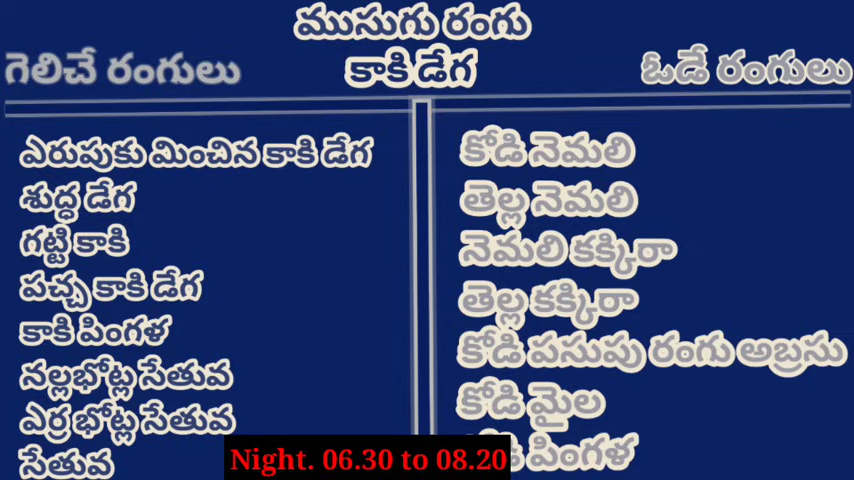 ముసుగు రంగు
గెలిచే రంగులు
కాకి డేగ
ఓడే రంగులు
ఎరుపుకు మించిన కాకి డేగ
శుద్ధ డేగ
గట్టి కాకి
పచ్చ కాకి డేగ
కాకి పింగళ
నల్లభోట్ల సేతువ
ఎర్ర భోట్ల సేతువ
సేతువ
కోడి నెమలి
తెల్ల నెమలి
నెమలి కక్కిరా
తెల్ల కక్కిరా
కోడి పసుపు రంగు అబ్రసు
కోడి మైల
పింగళ
Night. 06.30 to 08.20